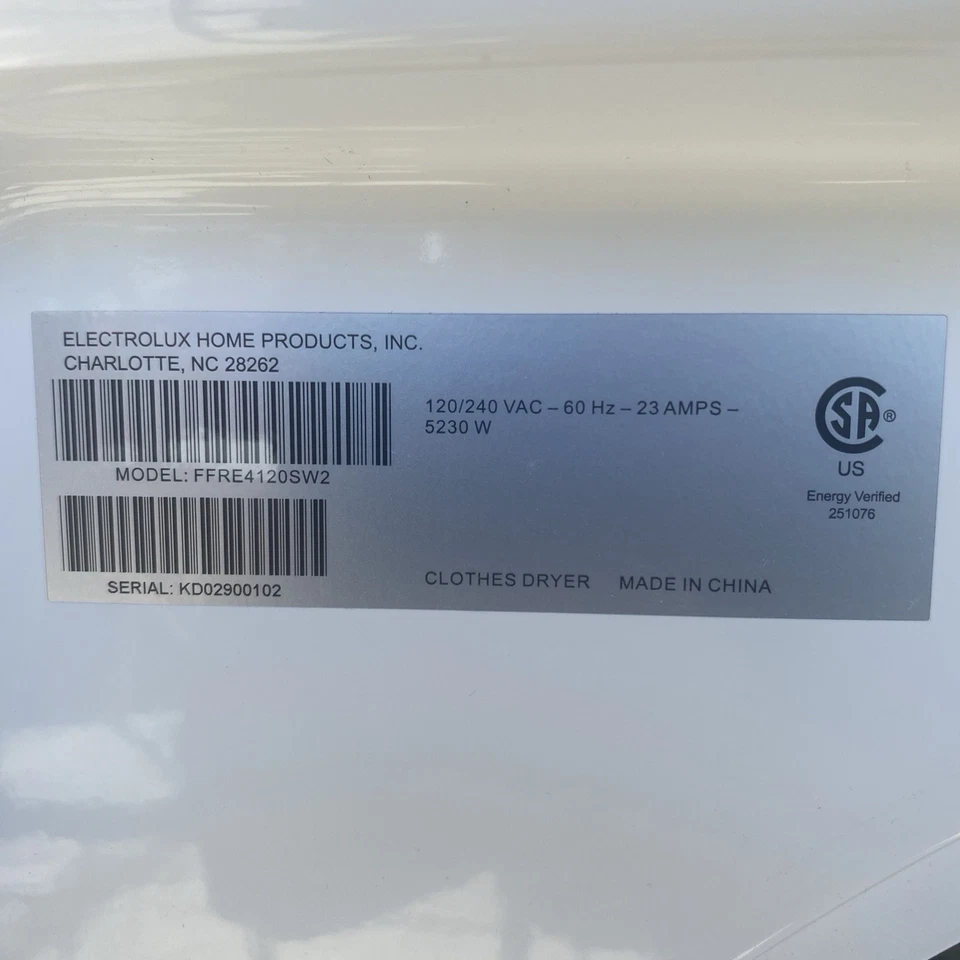 ELECTROLUX HOME PRODUCTS, INC.
CHARLOTTE, NC 28262
MODEL: FFRE4120SW2
SERIAL: KD02900102
120/240 VAC – 60 Hz – 23 AMPS –
5230 W
CLOTHES DRYER MADE IN CHINA
SA ®
US
Energy Verified
251076